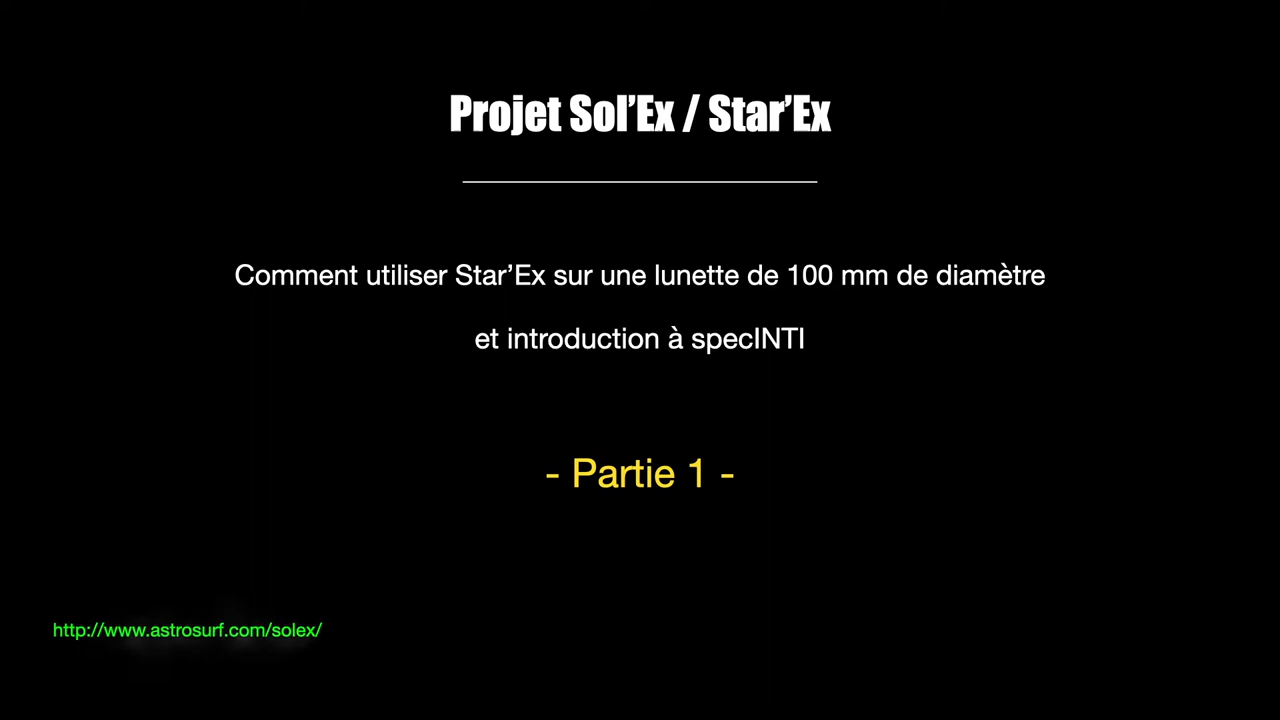 Projet Sol’Ex / Star’Ex
Comment utiliser Star’Ex sur une lunette de 100 mm de diamètre
et introduction à specINTI
- Partie 1 -
http://www.astrosurf.com/solex/